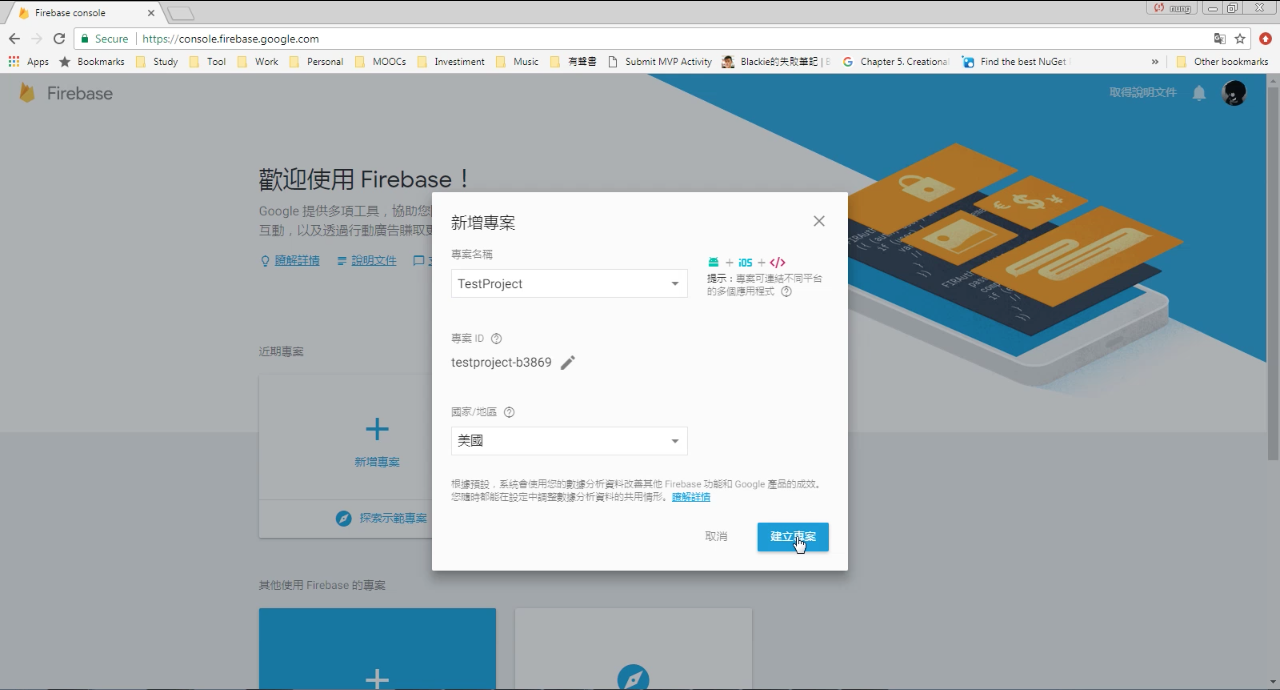 Firebase console
nung
Secure
https://console.firebase.google.com
Apps
Bookmarks
Study
Tool
Work
Personal
MOOCs
Investiment
Music
有聲書
Submit MVP Activity
Blackie的失敗筆記 | B
Chapter 5. Creational
Find the best NuGet
»
Other bookmarks
Firebase
取得說明文件
歡迎使用 Firebase!
Google 提供多項工具,協助您
互動,以及透過行動廣告賺取更
瞭解詳情
說明文件
近期專案
新增專案
探索示範專案
其他使用 Firebase 的專案
新增專案
專案名稱
TestProject
+ iOS + </>
提示:專案可連結不同平台
的多個應用程式
專案 ID
testproject-b3869
國家/地區
美國
根據預設,系統會使用您的數據分析資料改善其他 Firebase 功能和 Google 產品的成效。
您隨時都能在設定中調整數據分析資料的共用情形。瞭解詳情
取消
建立專案